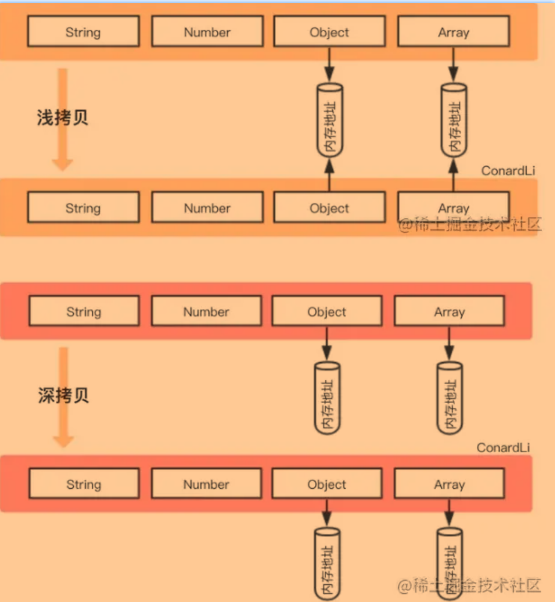 String Number Object Array
内存地址 内存地址
浅拷贝
ConardLi
String Number Object Array
@稀土掘金技术社区
String Number Object Array
内存地址 内存地址
深拷贝
ConardLi
String Number Object Array
内存地址 内存地址
@稀土掘金技术社区